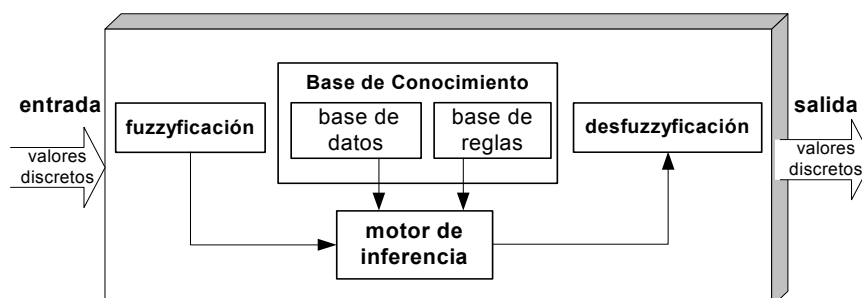 entrada
valores
discretos
fuzzyficación
Base de Conocimiento
base de
datos
base de
reglas
motor de
inferencia
desfuzzyficación
salida
valores
discretos